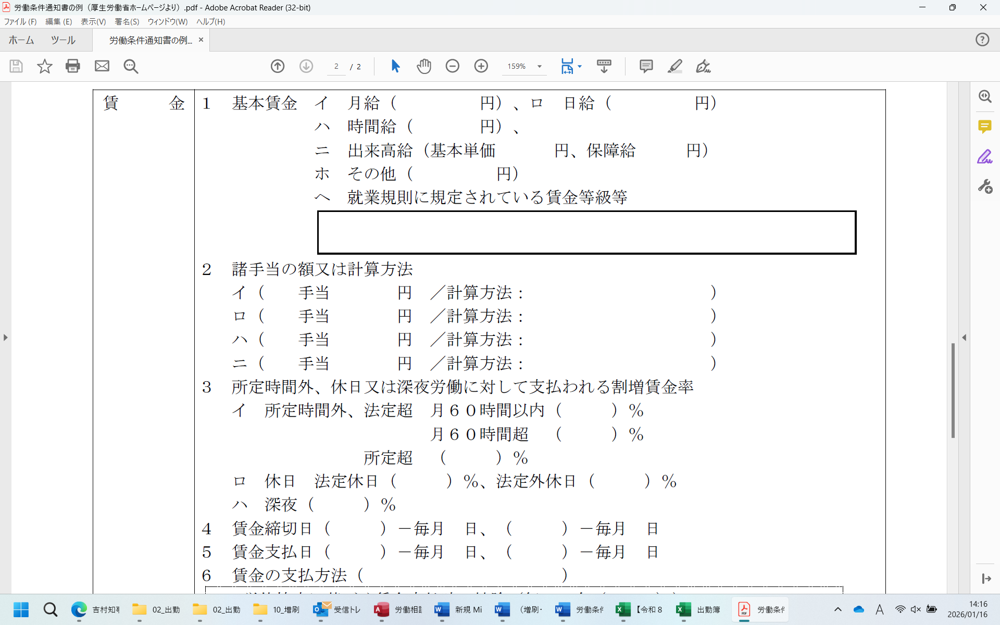 労働条件通知書の例（厚生労働省ホームページより）.pdf - Adobe Acrobat Reader (32-bit)
ファイル(F) 編集(E) 表示(V) 署名(S) ウィンドウ(W) ヘルプ(H)
ホーム ツール 労働条件通知書の例...
2 / 2 159%
賃　　　金 １　基本賃金　イ　月給（　　　　　円）、ロ　日給（　　　　　円）
ハ　時間給（　　　　円）、
ニ　出来高給（基本単価　　　円、保障給　　　円）
ホ　その他（　　　　　円）
ヘ　就業規則に規定されている賃金等級等
２　諸手当の額又は計算方法
イ（　　手当　　　　円　／計算方法：　　　　　　　　　　　）
ロ（　　手当　　　　円　／計算方法：　　　　　　　　　　　）
ハ（　　手当　　　　円　／計算方法：　　　　　　　　　　　）
ニ（　　手当　　　　円　／計算方法：　　　　　　　　　　　）
３　所定時間外、休日又は深夜労働に対して支払われる割増賃金率
イ　所定時間外、法定超　月６０時間以内（　　　）％
月６０時間超　（　　　）％
所定超　（　　　）％
ロ　休日　法定休日（　　　）％、法定外休日（　　　）％
ハ　深夜（　　　）％
４　賃金締切日（　　　）－毎月　日、（　　　）－毎月　日
５　賃金支払日（　　　）－毎月　日、（　　　）－毎月　日
６　賃金の支払方法（　　　　　　　　　　　　）
吉村知事 02_出勤 02_出勤 10_増刷 受信トレ 労働相談 新規 Mi （増刷・ 労働条件 【令和 8 出勤簿 労働条件 A 14:16
2026/01/16